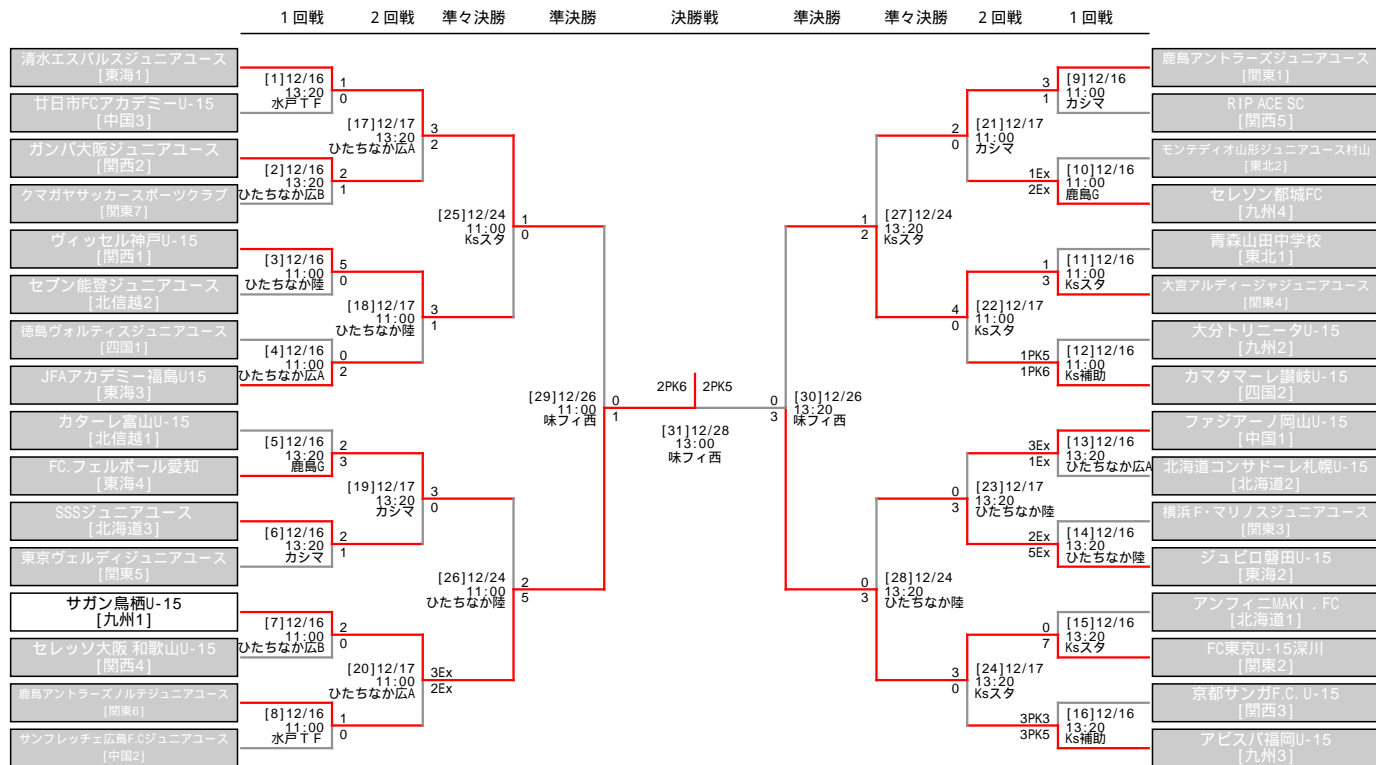 1回戦
2回戦
準々決勝
準決勝
決勝戦
準決勝
準々決勝
2回戦
1回戦
清水エスパルスジュニアユース
[東海1]
廿日市FCアカデミーU-15
[中国3]
ガンバ大阪ジュニアユース
[関西2]
クマガヤサッカースポーツクラブ
[関東7]
ヴィッセル神戸U-15
[関西1]
セブン能登ジュニアユース
[北信越2]
徳島ヴォルティスジュニアユース
[四国1]
JFAアカデミー福島U15
[東海3]
カターレ富山U-15
[北信越1]
FC.フェルボール愛知
[東海4]
SSSジュニアユース
[北海道3]
東京ヴェルディジュニアユース
[関東5]
サガン鳥栖U-15
[九州1]
セレッソ大阪 和歌山U-15
[関西4]
鹿島アントラーズノルテジュニアユース
[関東6]
サンフレッチェ広島F.Cジュニアユース
[中国2]
[1]12/16
13:20
水戸TF
1
0
[2]12/16
13:20
ひたちなか広B
2
1
[3]12/16
11:00
ひたちなか陸
5
0
[4]12/16
11:00
ひたちなか広A
0
2
[5]12/16
13:20
鹿島G
2
3
[6]12/16
13:20
カシマ
2
1
[7]12/16
11:00
ひたちなか広B
2
0
[8]12/16
11:00
水戸TF
1
0
[17]12/17
13:20
ひたちなか広A
3
2
[18]12/17
11:00
ひたちなか陸
3
1
[19]12/17
13:20
カシマ
3
0
[20]12/17
11:00
ひたちなか広A
3Ex
2Ex
[25]12/24
11:00
Ksスタ
1
0
[26]12/24
11:00
ひたちなか陸
2
5
[29]12/26
11:00
味フィ西
0
1
2PK6
2PK5
[31]12/28
13:00
味フィ西
0
3
[30]12/26
13:20
味フィ西
1
2
[27]12/24
13:20
Ksスタ
0
3
[28]12/24
13:20
ひたちなか陸
2
0
[21]12/17
11:00
カシマ
4
0
[22]12/17
11:00
Ksスタ
0
3
[23]12/17
13:20
ひたちなか陸
3
0
[24]12/17
13:20
Ksスタ
3
1
[9]12/16
11:00
カシマ
1Ex
2Ex
[10]12/16
11:00
鹿島G
1
3
[11]12/16
11:00
Ksスタ
1PK5
1PK6
[12]12/16
11:00
Ks補助
3Ex
1Ex
[13]12/16
13:20
ひたちなか広A
2Ex
5Ex
[14]12/16
13:20
ひたちなか陸
0
7
[15]12/16
13:20
Ksスタ
3PK3
3PK5
[16]12/16
13:20
Ks補助
鹿島アントラーズジュニアユース
[関東1]
RIP ACE SC
[関西5]
モンテディオ山形ジュニアユース村山
[東北2]
セレソン都城FC
[九州4]
青森山田中学校
[東北1]
大宮アルディージャジュニアユース
[関東4]
大分トリニータU-15
[九州2]
カマタマーレ讃岐U-15
[四国2]
ファジアーノ岡山U-15
[中国1]
北海道コンサドーレ札幌U-15
[北海道2]
横浜F・マリノスジュニアユース
[関東3]
ジュビロ磐田U-15
[東海2]
アンフィニMAKI．FC
[北海道1]
FC東京U-15深川
[関東2]
京都サンガF.C. U-15
[関西3]
アビスパ福岡U-15
[九州3]